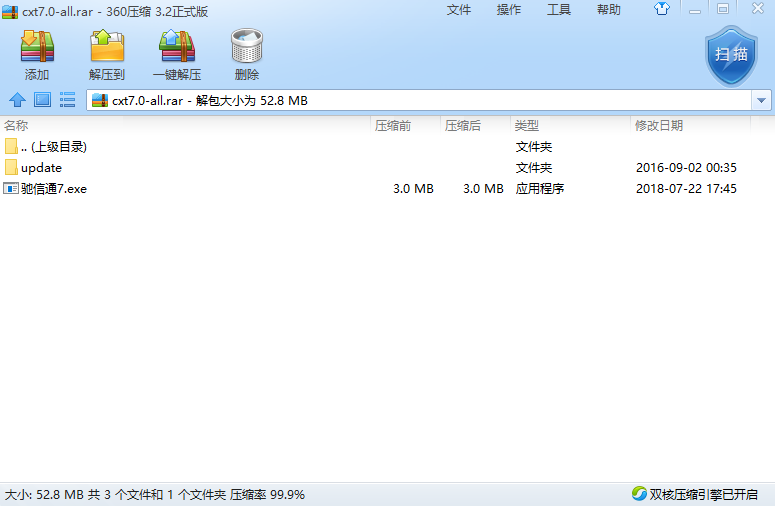 cxt7.0-all.rar - 360压缩 3.2正式版 文件 操作 工具 帮助
添加 解压到 一键解压 删除 扫描
cxt7.0-all.rar - 解包大小为 52.8 MB
名称 压缩前 压缩后 类型 修改日期
.. (上级目录) 文件夹
update 文件夹 2016-09-02 00:35
驰信通7.exe 3.0 MB 3.0 MB 应用程序 2018-07-22 17:45
大小: 52.8 MB 共 3 个文件和 1 个文件夹 压缩率 99.9% 双核压缩引擎已开启